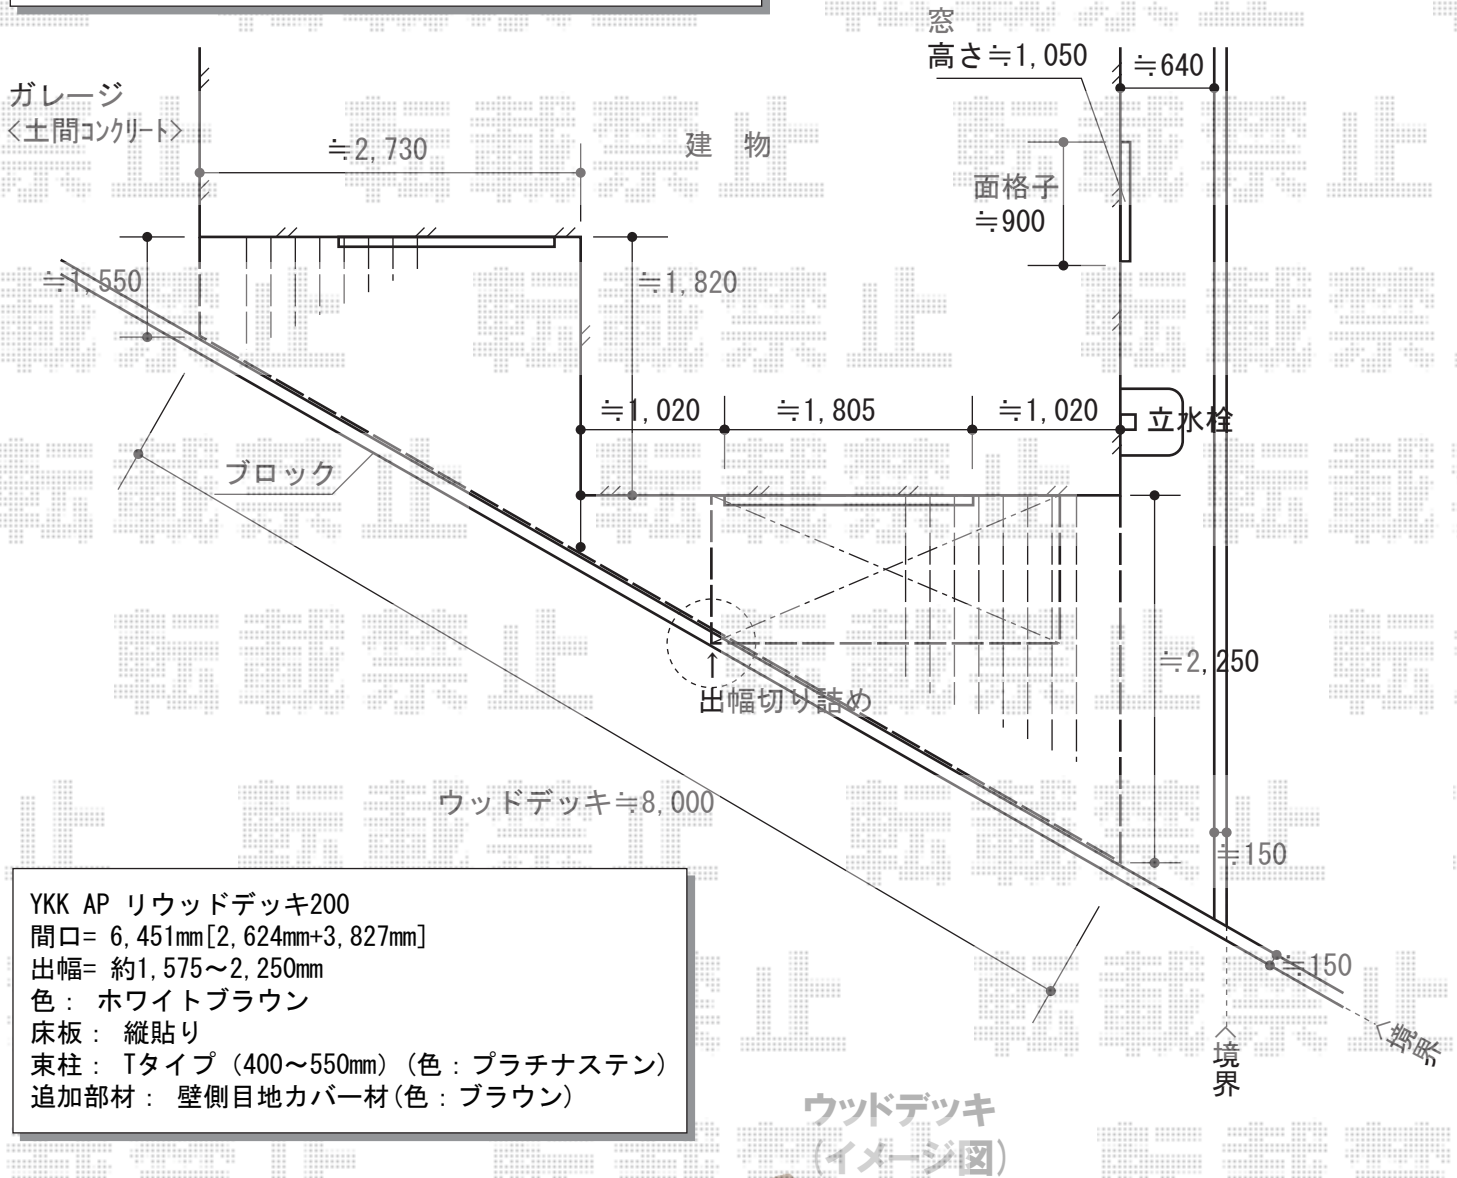 窓
高さ≒1,050
≒640
ガレージ
<土間コンクリート>
≒2,730
建 物
面格子
≒900
≒1,550
≒1,820
≒1,020
≒1,805
≒1,020
立水栓
ブロック
≒2,250
出幅切り詰め
ウッドデッキ≒8,000
≒150
≒150
<境界
<境界
YKK AP リウッドデッキ200
間口= 6,451mm[2,624mm+3,827mm]
出幅= 約1,575～2,250mm
色： ホワイトブラウン
床板： 縦貼り
束柱： Tタイプ（400～550mm）(色：プラチナステン)
追加部材： 壁側目地カバー材(色：ブラウン)
ウッドデッキ
(イメージ図)
転載禁止